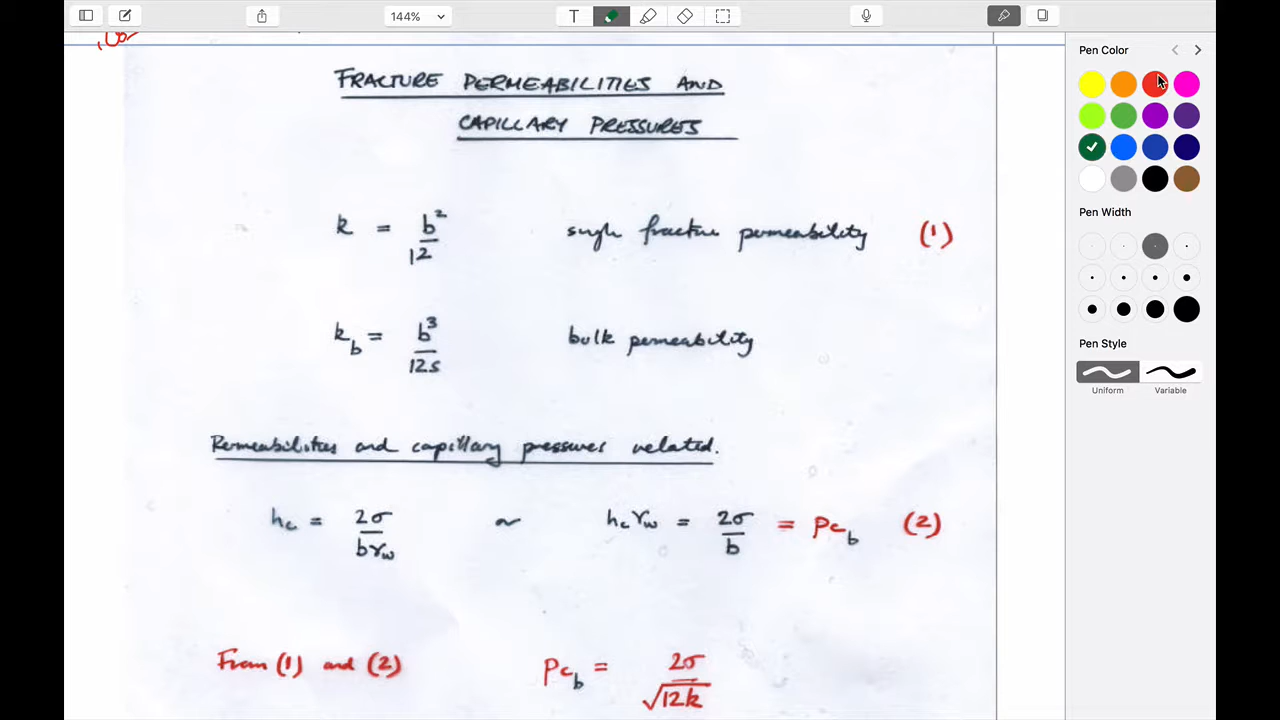 144%
T
Pen Color
FRACTURE PERMEABILITIES AND
CAPILLARY PRESSURES
k = b²/12 single fracture permeability (1)
Pen Width
k_b = b³/12s bulk permeability
Pen Style
Uniform Variable
Permeabilities and capillary pressures related.
h_c = 2σ/bγ_w or h_cγ_w = 2σ/b = Pc_b (2)
From (1) and (2) Pc_b = 2σ/√12k